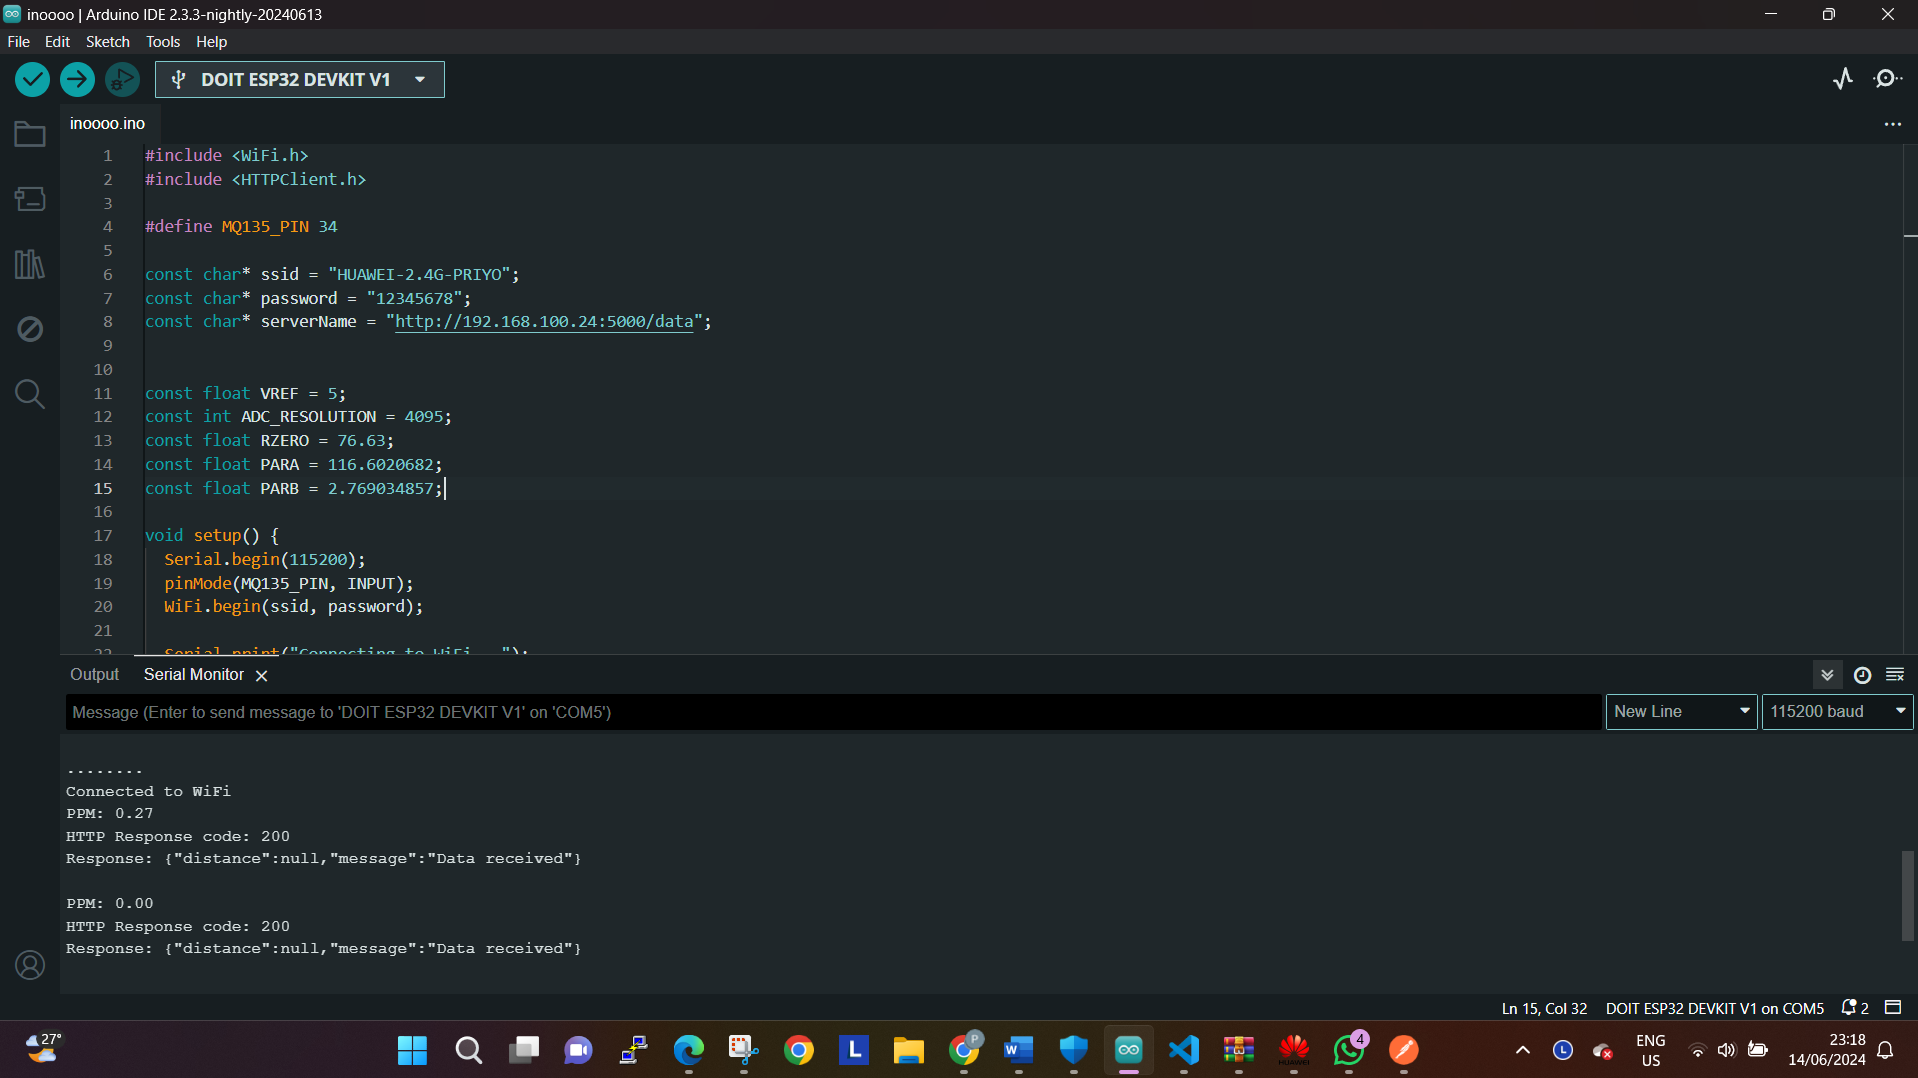 inoooo | Arduino IDE 2.3.3-nightly-20240613
File Edit Sketch Tools Help
DOIT ESP32 DEVKIT V1
inoooo.ino
1 #include <WiFi.h>
2 #include <HTTPClient.h>
3
4 #define MQ135_PIN 34
5
6 const char* ssid = "HUAWEI-2.4G-PRIYO";
7 const char* password = "12345678";
8 const char* serverName = "http://192.168.100.24:5000/data";
9
10
11 const float VREF = 5;
12 const int ADC_RESOLUTION = 4095;
13 const float RZERO = 76.63;
14 const float PARA = 116.6020682;
15 const float PARB = 2.769034857;
16
17 void setup() {
18 Serial.begin(115200);
19 pinMode(MQ135_PIN, INPUT);
20 WiFi.begin(ssid, password);
21
22 Serial.print("Connecting to WiFi...");
Output Serial Monitor
Message (Enter to send message to 'DOIT ESP32 DEVKIT V1' on 'COM5')
New Line 115200 baud
........
Connected to WiFi
PPM: 0.27
HTTP Response code: 200
Response: {"distance":null,"message":"Data received"}
PPM: 0.00
HTTP Response code: 200
Response: {"distance":null,"message":"Data received"}
Ln 15, Col 32 DOIT ESP32 DEVKIT V1 on COM5 2
27°
L
P
W
HUAWEI
4
L
ENG
US
23:18
14/06/2024